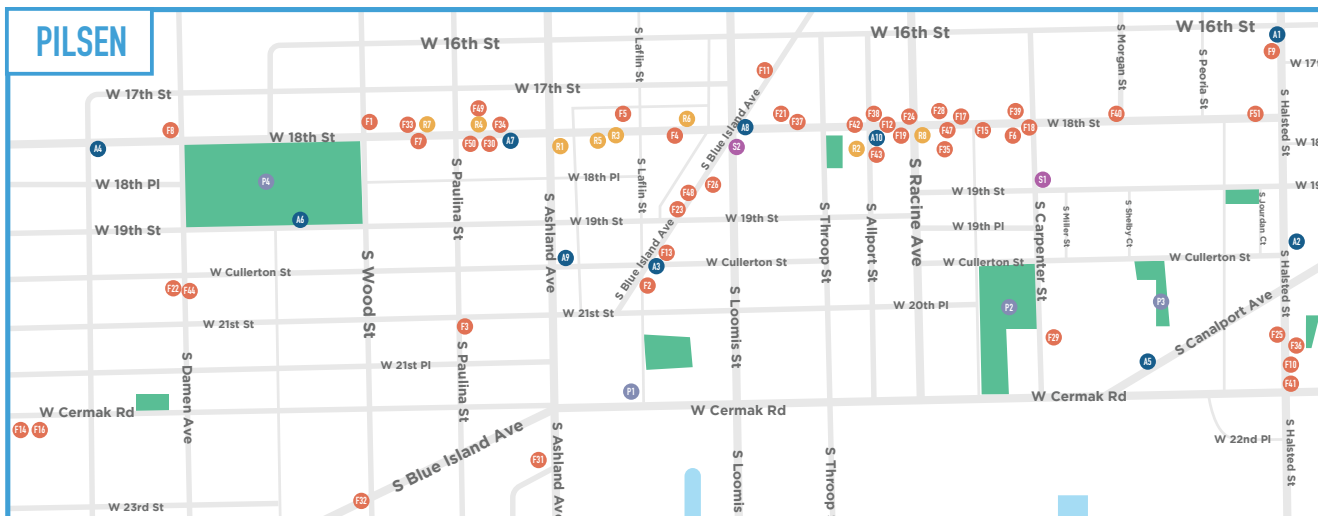 PILSEN
W 16th St
W 16th St
W 16th St
S Laflin St
S Morgan St
S Peoria St
A1
F9
W 17th
F11
W 17th St
W 17th St
S Blue Island Ave
S Halsted St
F8
F1
F33
R7
F49
R4
F34
F5
R6
F21
F37
F38
F42
F12
F24
F28
F17
F39
F40
F51
A4
W 18th St
F7
F50
F30
A7
R1
R5
R3
F4
A8
S2
R2
A10
F43
F19
R8
F47
F35
F15
F6
F18
W 18th St
W 18
W 18th Pl
P4
W 18th Pl
S Laflin St
F48
F26
S1
W 19th St
W 19
A6
W 19th St
S Paulina St
S Ashland Ave
W 19th St
F23
S Blue Island Ave
W 19th St
S Throop St
S Allport St
S Racine Ave
W 19th Pl
S Carpenter St
S Miller St
S Shelby Ct
S Jourdan Ct
A2
S Wood St
W Cullerton St
A9
F13
A3
F2
W Cullerton St
W Cullerton St
W Cullerton St
S Halsted St
F22
F44
W 21st St
F3
W 21st St
S Loomis St
W 20th Pl
P2
P3
S Canalport Ave
F29
A5
F25
F36
F10
F41
S Damen Ave
W 21st Pl
S Paulina St
P1
W Cermak Rd
W Cermak Rd
W Cermak Rd
F14
F16
S Blue Island Ave
S Ashland Ave
F31
S Loomis
S Throop
W 22nd Pl
S Halsted St
W 23rd St
F32